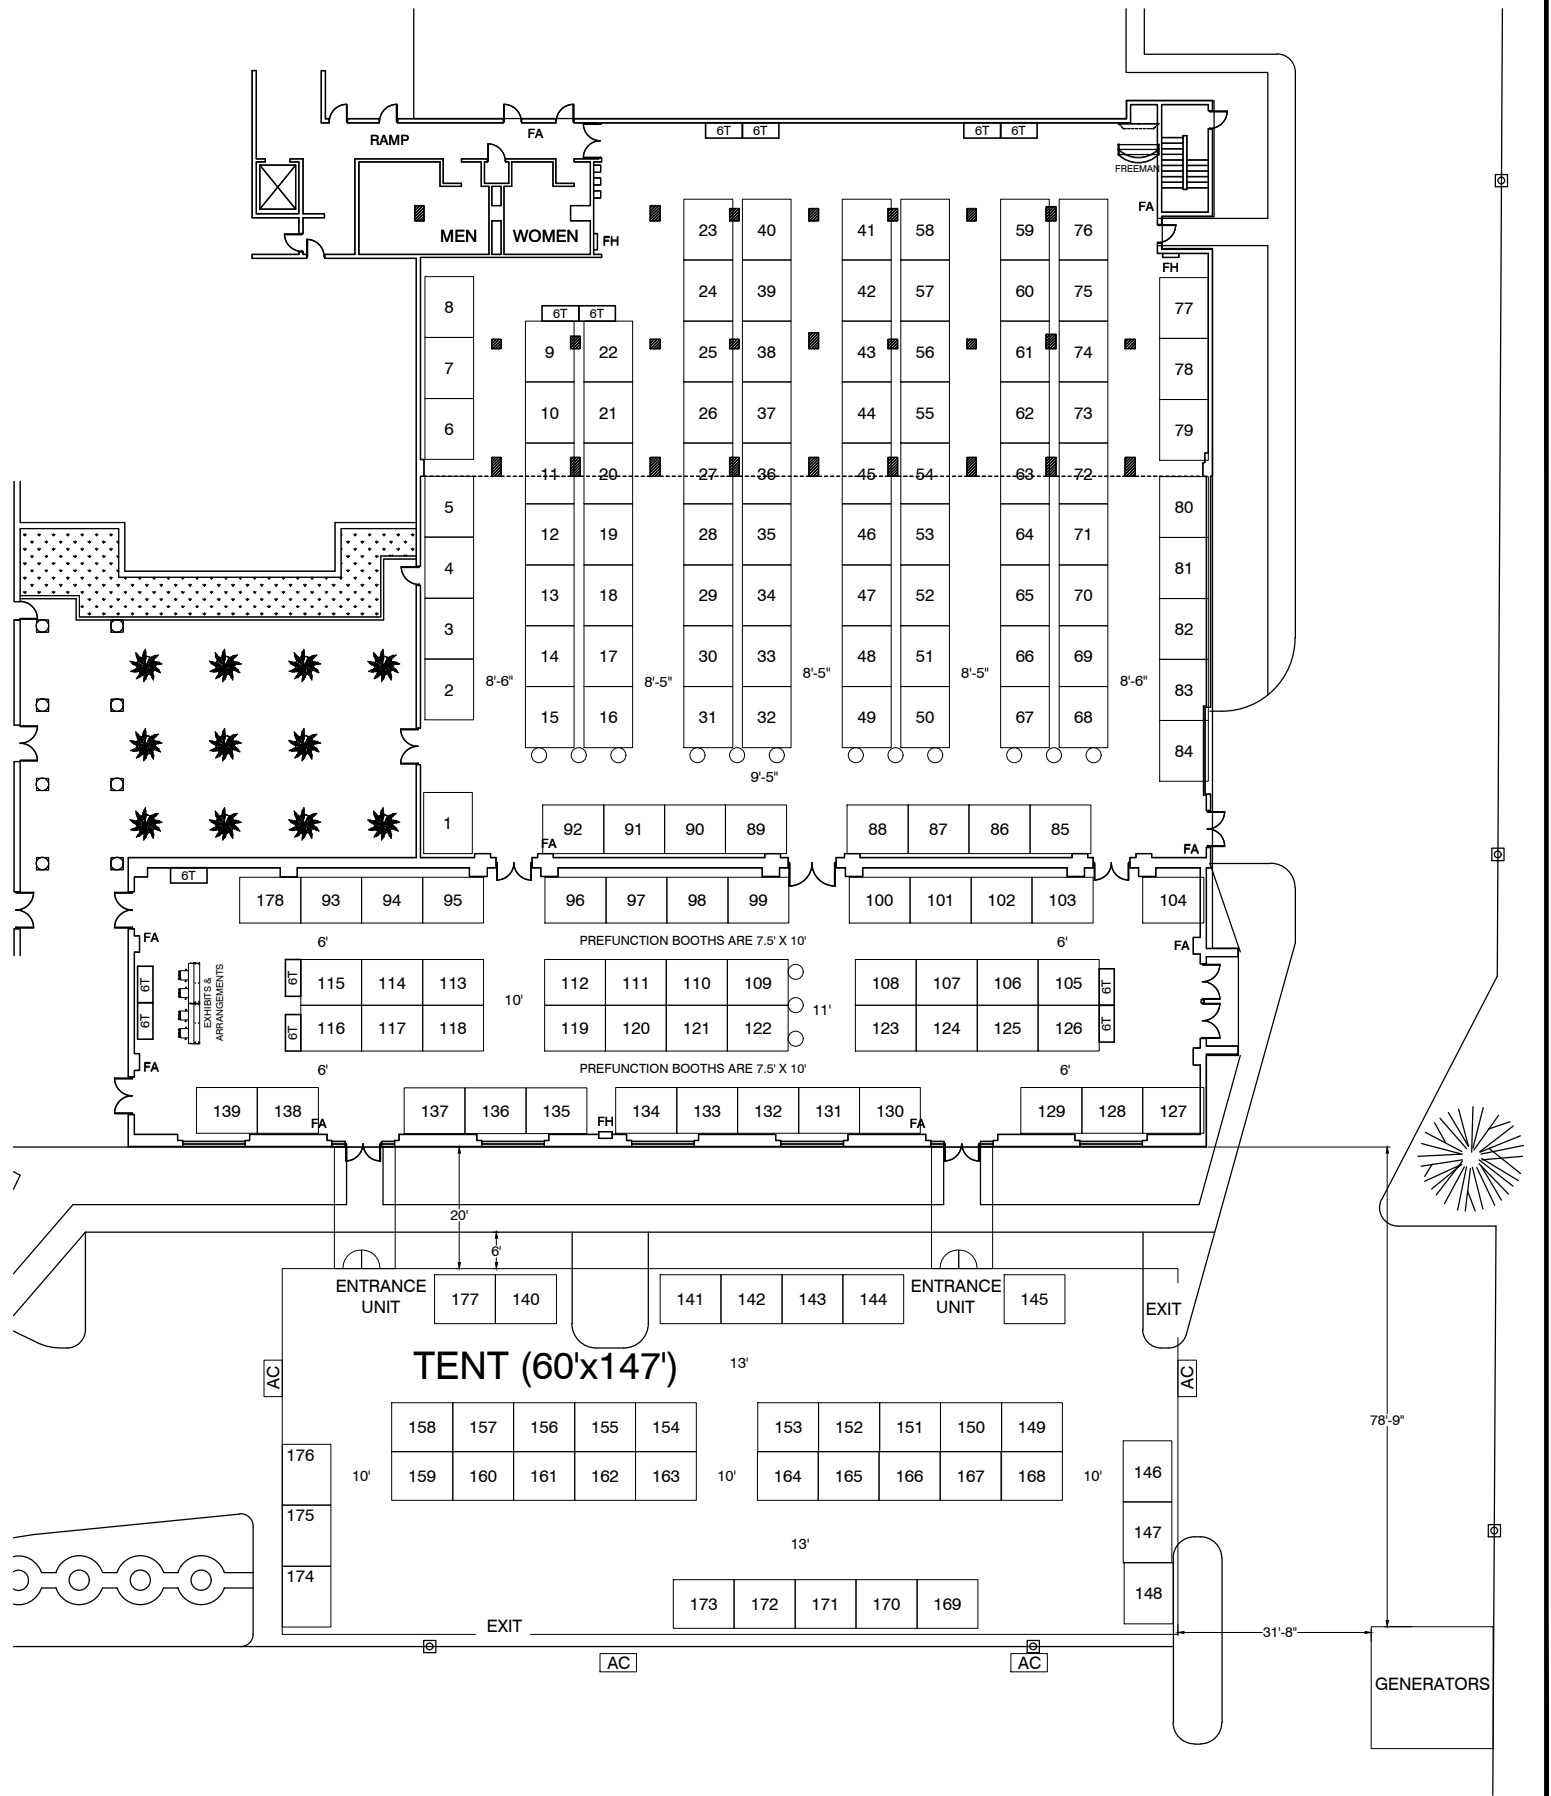 RAMP
FA
6T 6T
6T 6T
FREEMAN
FA
MEN WOMEN FH
FH
23 40 41 58 59 76
24 39 42 57 60 75
8 77
6T 6T
9 22 25 38 43 56 61 74
7 78
10 21 26 37 44 55 62 73
6 79
11 20 27 36 45 54 63 72
5 80
12 19 28 35 46 53 64 71
4 81
13 18 29 34 47 52 65 70
3 82
14 17 30 33 48 51 66 69
8'-6" 8'-5" 8'-5" 8'-5" 8'-6"
2 83
15 16 31 32 49 50 67 68
84
9'-5"
1 92 91 90 89 88 87 86 85
FA FA
6T
178 93 94 95 96 97 98 99 100 101 102 103 104
FA 6' PREFUNCTION BOOTHS ARE 7.5' X 10' 6' FA
6T 6T
EXHIBITS &
ARRANGEMENTS
6T 115 114 113 112 111 110 109 108 107 106 105 6T
10' 11'
6T 116 117 118 119 120 121 122 123 124 125 126 6T
FA 6' PREFUNCTION BOOTHS ARE 7.5' X 10' 6'
139 138 137 136 135 134 133 132 131 130 129 128 127
FA FH FA
20'
6'
ENTRANCE
UNIT
177 140 141 142 143 144
ENTRANCE
UNIT
145
EXIT
TENT (60'x147') 13'
AC AC
158 157 156 155 154 153 152 151 150 149
78'-9"
176 10' 159 160 161 162 163 10' 164 165 166 167 168 10' 146
175 147
13'
174 148
173 172 171 170 169
EXIT
31'-8"
AC AC
GENERATORS